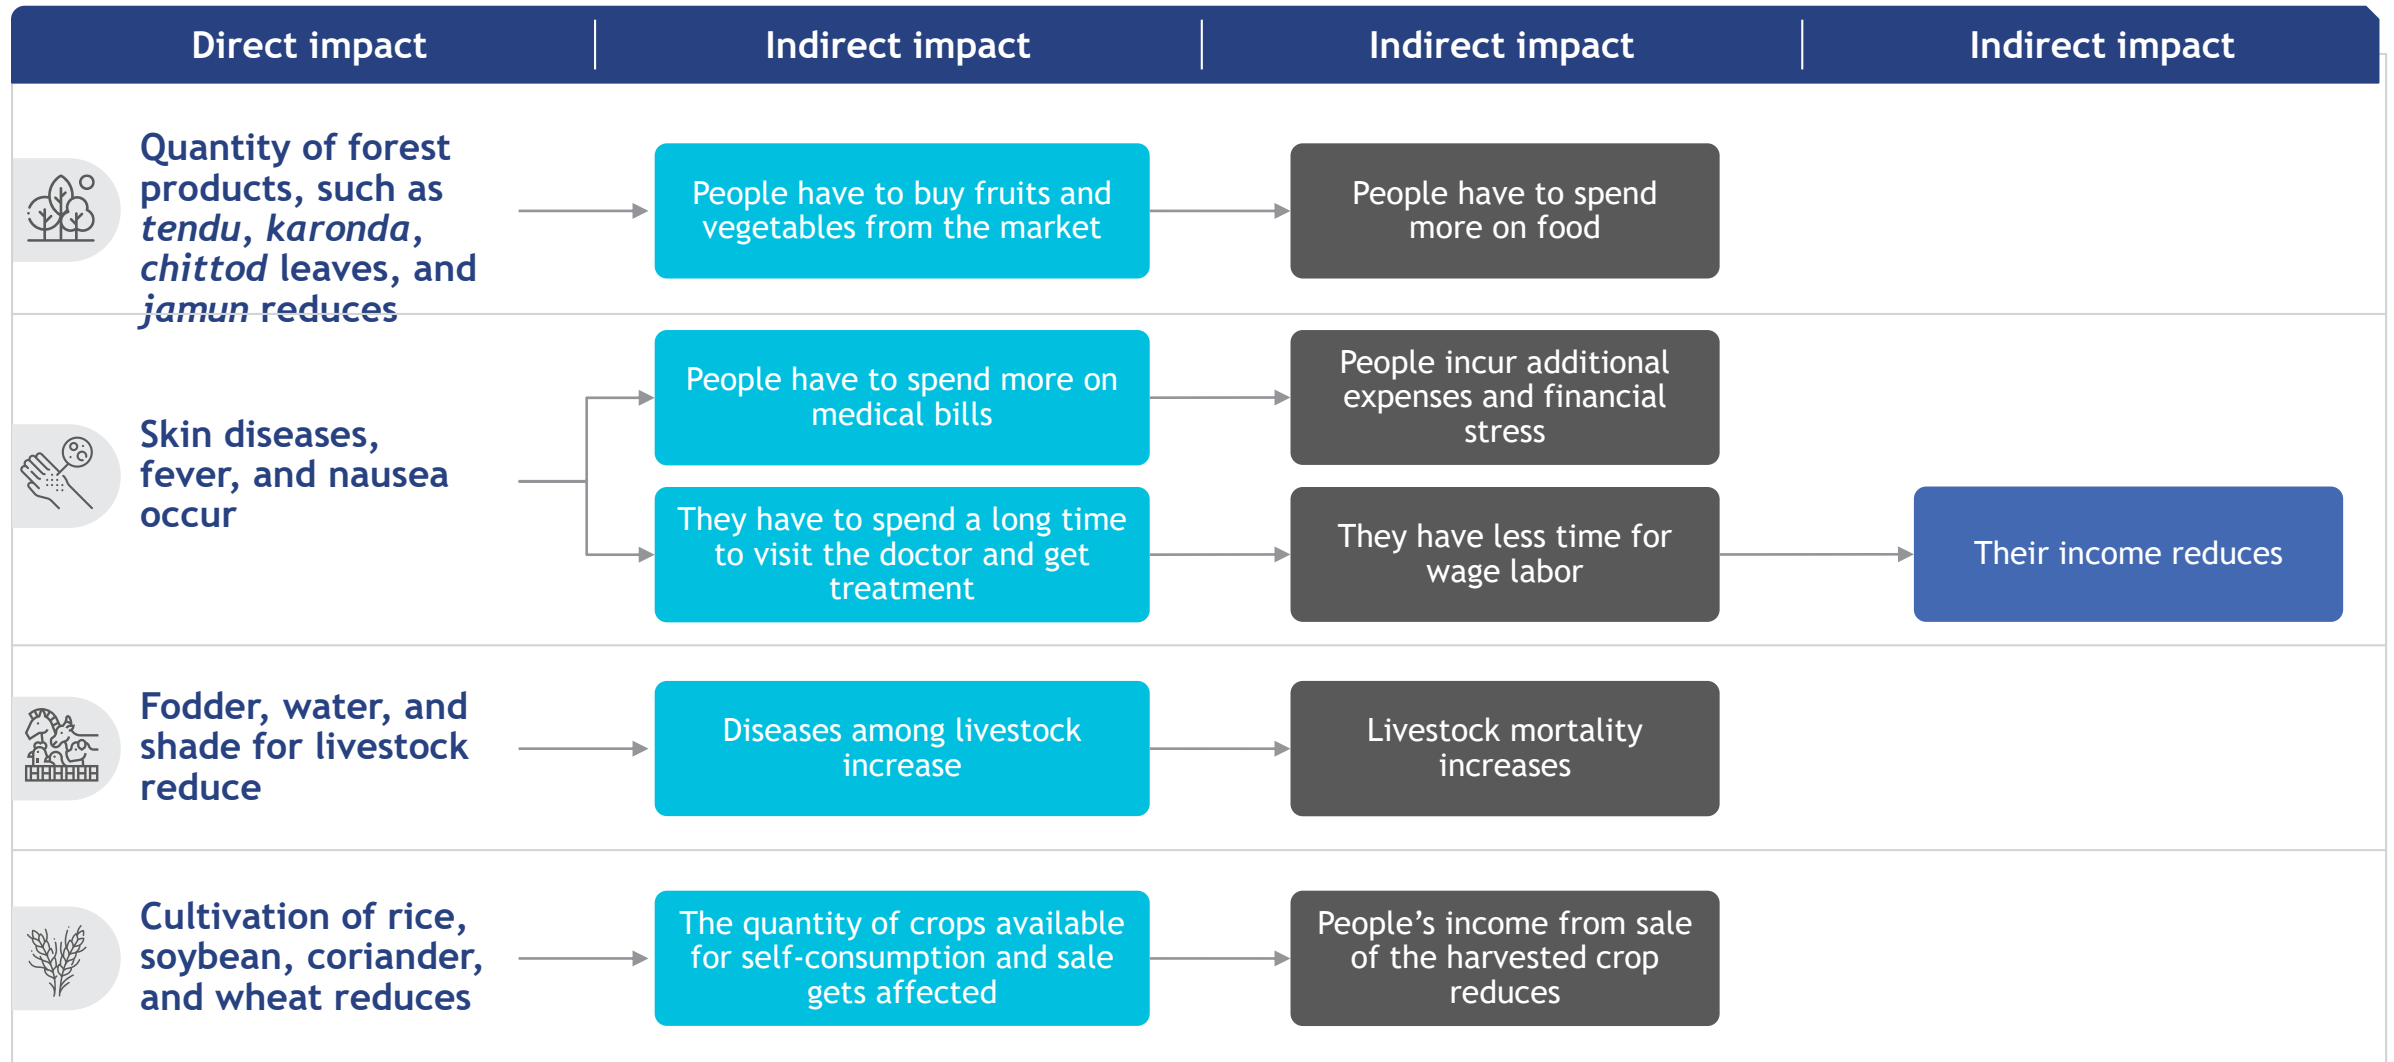 Direct impact
Indirect impact
Indirect impact
Indirect impact
Quantity of forest
products, such as
tendu, karonda,
chittod leaves, and
jamun reduces
People have to buy fruits and
vegetables from the market
People have to spend
more on food
Skin diseases,
fever, and nausea
occur
People have to spend more on
medical bills
People incur additional
expenses and financial
stress
They have to spend a long time
to visit the doctor and get
treatment
They have less time for
wage labor
Their income reduces
Fodder, water, and
shade for livestock
reduce
Diseases among livestock
increase
Livestock mortality
increases
Cultivation of rice,
soybean, coriander,
and wheat reduces
The quantity of crops available
for self-consumption and sale
gets affected
People’s income from sale
of the harvested crop
reduces